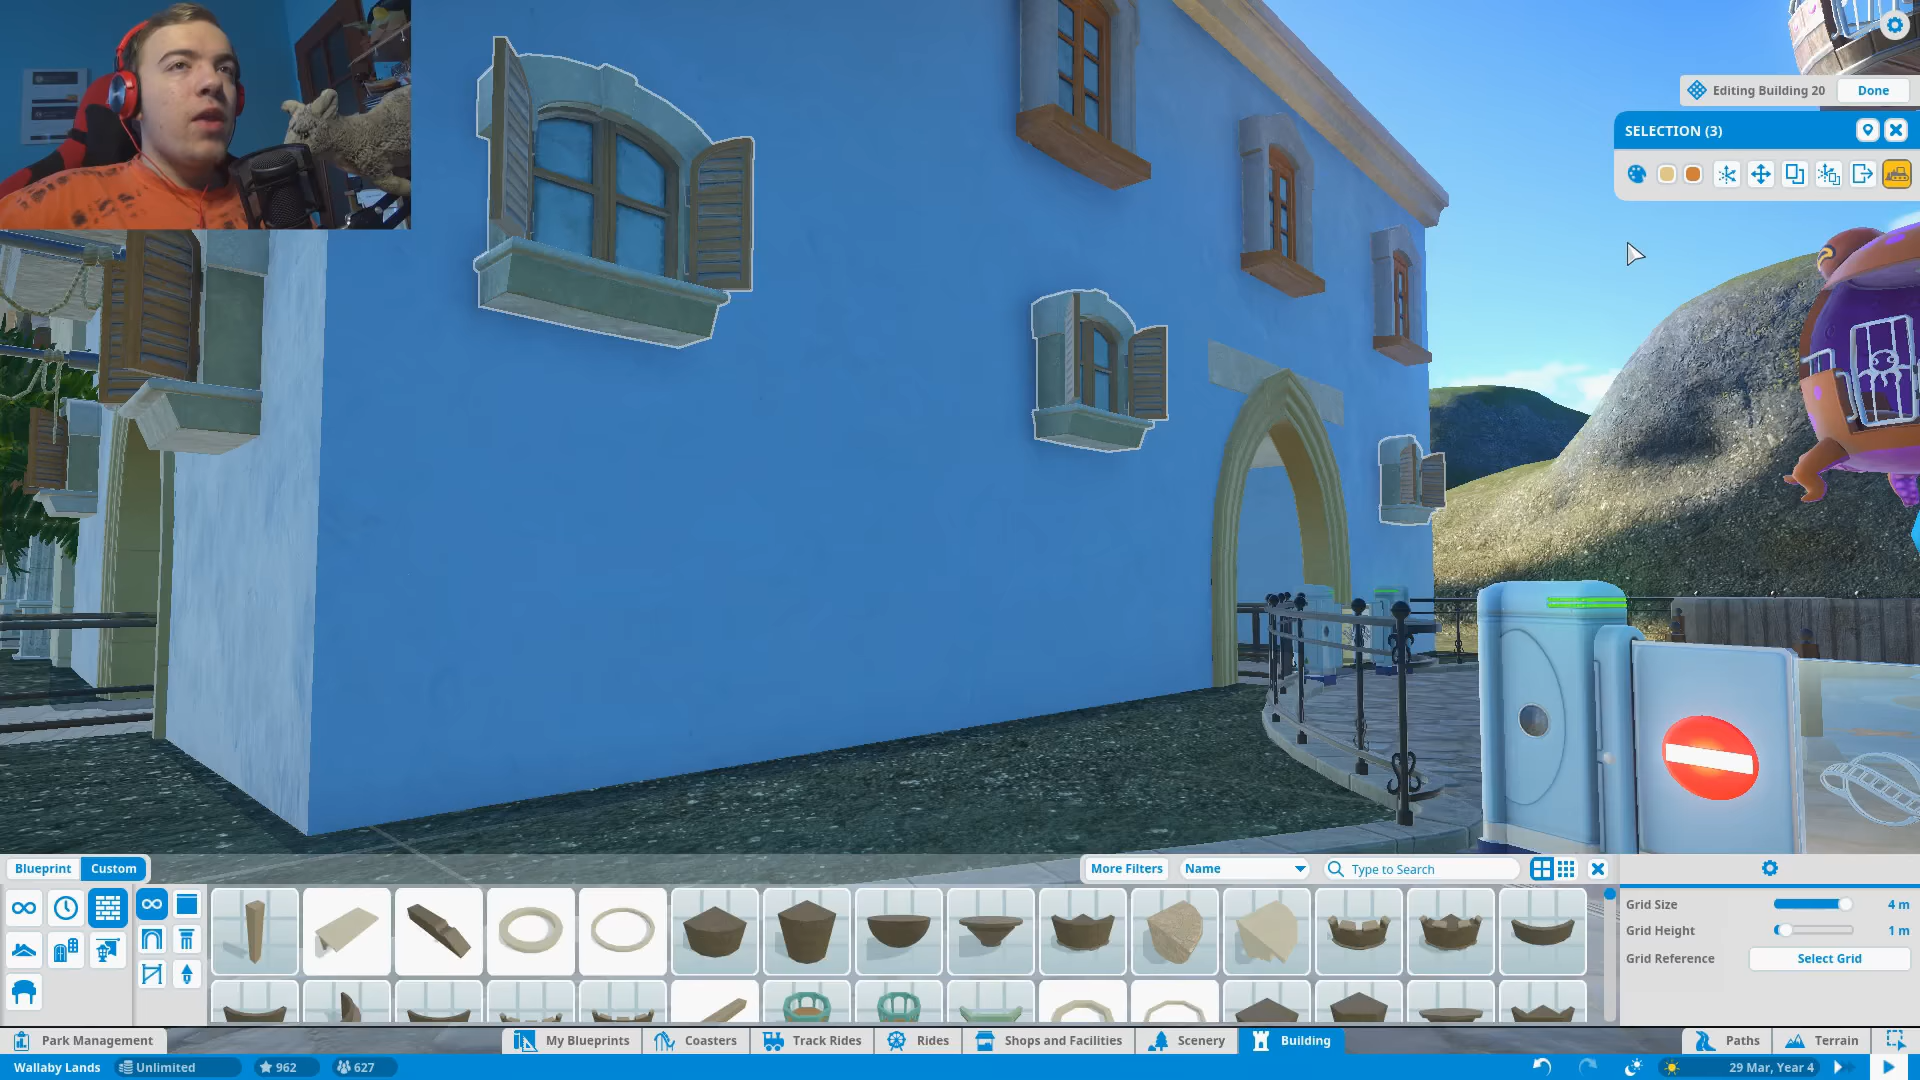 Editing Building 20
Done
SELECTION (3)
Blueprint
Custom
More Filters
Name
Type to Search
Grid Size
4 m
Grid Height
1 m
Grid Reference
Select Grid
Park Management
My Blueprints
Coasters
Track Rides
Rides
Shops and Facilities
Scenery
Building
Paths
Terrain
Wallaby Lands
Unlimited
962
627
29 Mar, Year 4